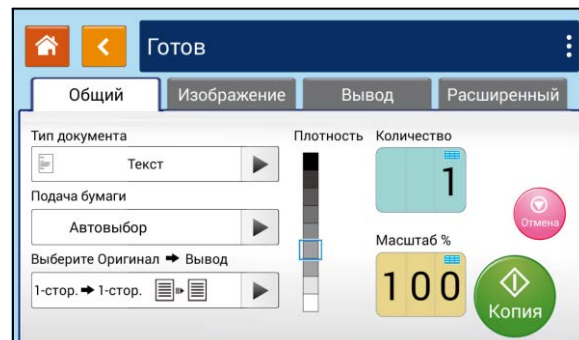 Готов
Общий
Изображение
Вывод
Расширенный
Тип документа
Текст
Подача бумаги
Автовыбор
Выберите Оригинал ➡ Вывод
1-стор. ➡ 1-стор.
Плотность
Количество
1
Масштаб %
100
Отмена
Копия